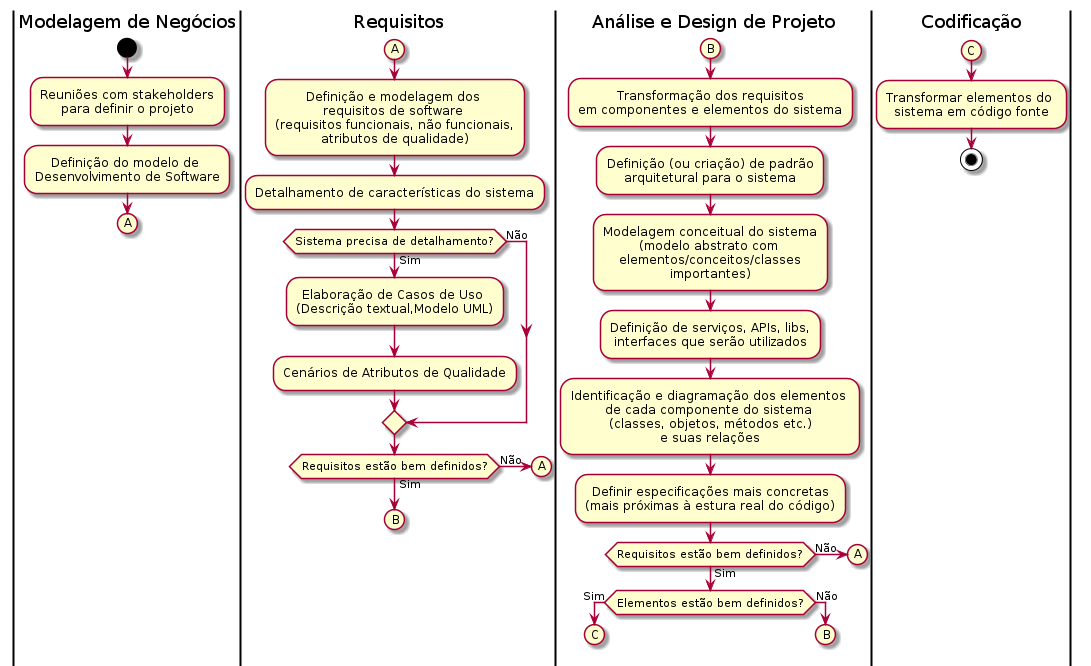 Modelagem de Negócios
Reuniões com stakeholders
para definir o projeto
Definição do modelo de
Desenvolvimento de Software
A
Requisitos
A
Definição e modelagem dos
requisitos de software
(requisitos funcionais, não funcionais,
atributos de qualidade)
Detalhamento de características do sistema
Sistema precisa de detalhamento?
Não
Sim
Elaboração de Casos de Uso
(Descrição textual,Modelo UML)
Cenários de Atributos de Qualidade
Requisitos estão bem definidos?
Não
A
Sim
B
Análise e Design de Projeto
B
Transformação dos requisitos
em componentes e elementos do sistema
Definição (ou criação) de padrão
arquitetural para o sistema
Modelagem conceitual do sistema
(modelo abstrato com
elementos/conceitos/classes
importantes)
Definição de serviços, APIs, libs,
interfaces que serão utilizados
Identificação e diagramação dos elementos
de cada componente do sistema
(classes, objetos, métodos etc.)
e suas relações
Definir especificações mais concretas
(mais próximas à estura real do código)
Requisitos estão bem definidos?
Não
A
Sim
Sim
Elementos estão bem definidos?
Não
C
B
Codificação
C
Transformar elementos do
sistema em código fonte